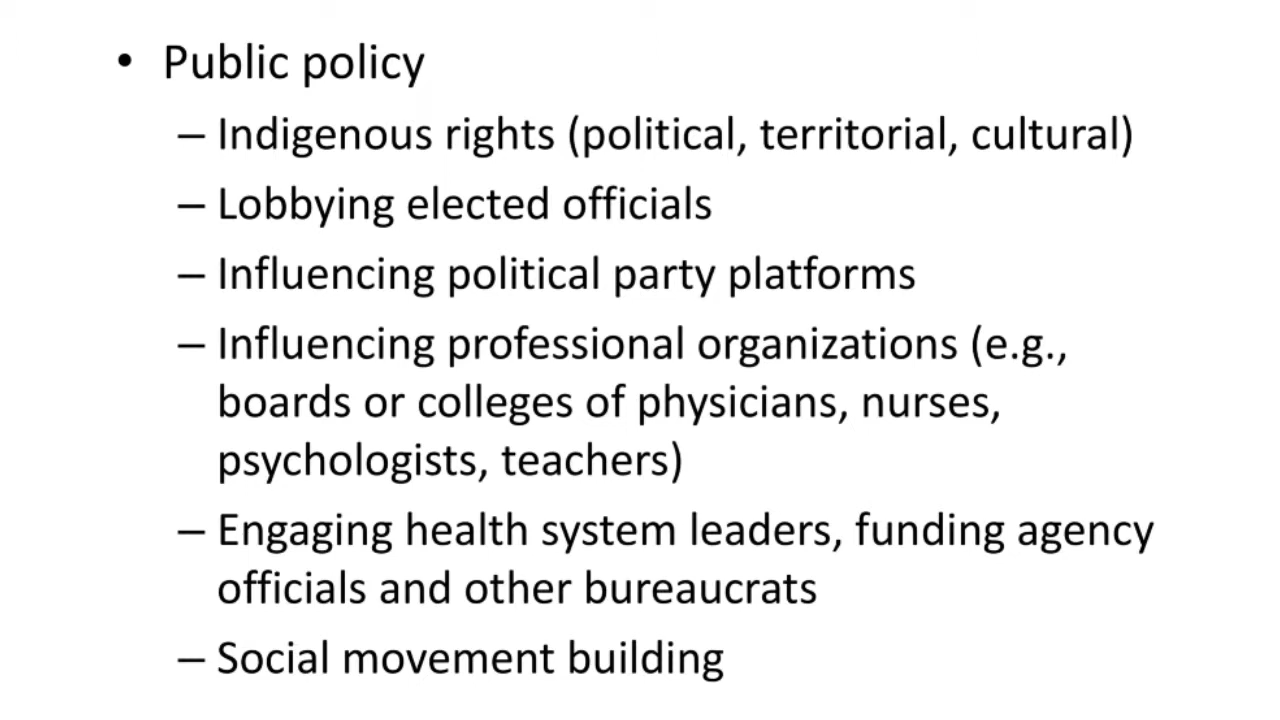 • Public policy
– Indigenous rights (political, territorial, cultural)
– Lobbying elected officials
– Influencing political party platforms
– Influencing professional organizations (e.g.,
boards or colleges of physicians, nurses,
psychologists, teachers)
– Engaging health system leaders, funding agency
officials and other bureaucrats
– Social movement building